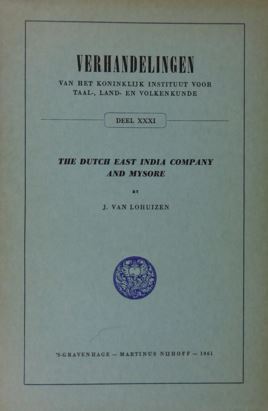 VERHANDELINGEN
VAN HET KONINKLIJK INSTITUUT VOOR
TAAL-, LAND- EN VOLKENKUNDE
DEEL XXXI
THE DUTCH EAST INDIA COMPANY
AND MYSORE
BY
J. VAN LOHUIZEN
'S-GRAVENHAGE — MARTINUS NIJHOFF — 1961